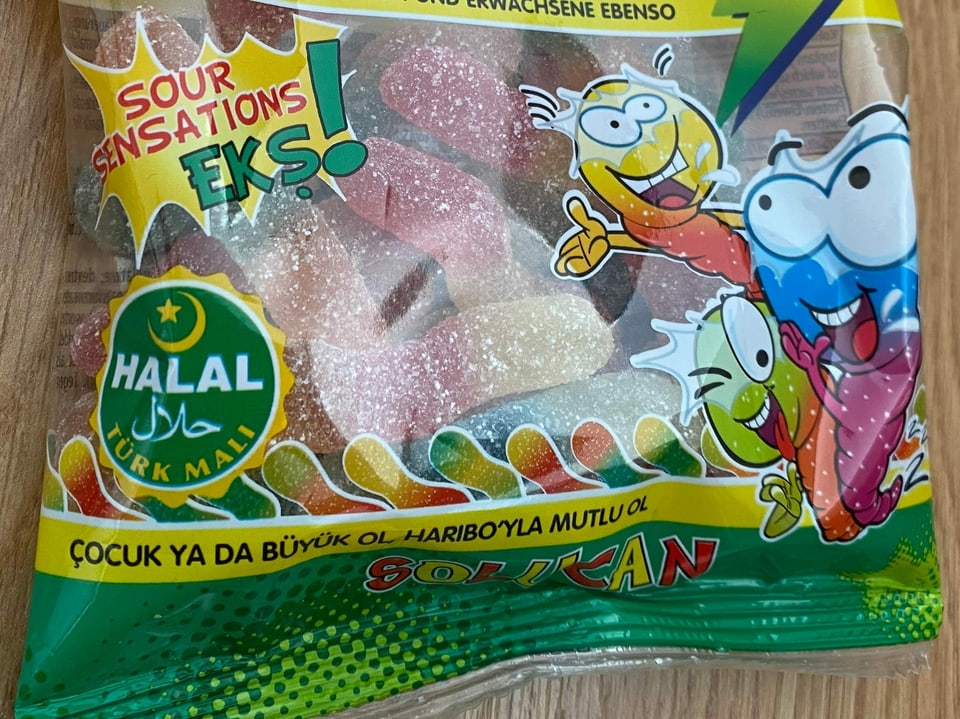 UND ERWACHSENE EBENSO
SOUR
SENSATIONS
EKŞ!
HALAL
حلال
TÜRK MALI
ÇOCUK YA DA BÜYÜK OL, HARIBO'YLA MUTLU OL
SOLUCAN